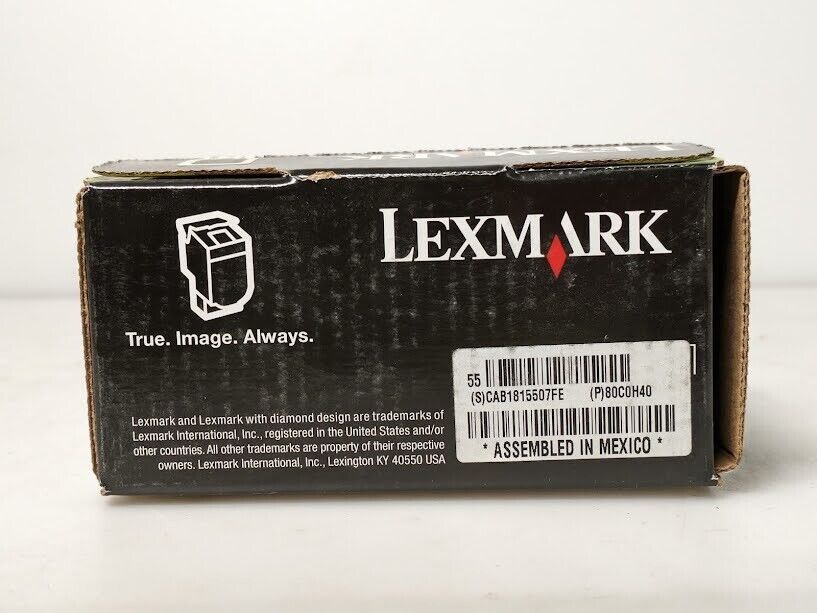 LEXMARK
LEXMARK
True. Image. Always.
55
(S)CAB1815507FE (P)80C0H40
* ASSEMBLED IN MEXICO *
Lexmark and Lexmark with diamond design are trademarks of
Lexmark International, Inc., registered in the United States and/or
other countries. All other trademarks are property of their respective
owners. Lexmark International, Inc., Lexington KY 40550 USA